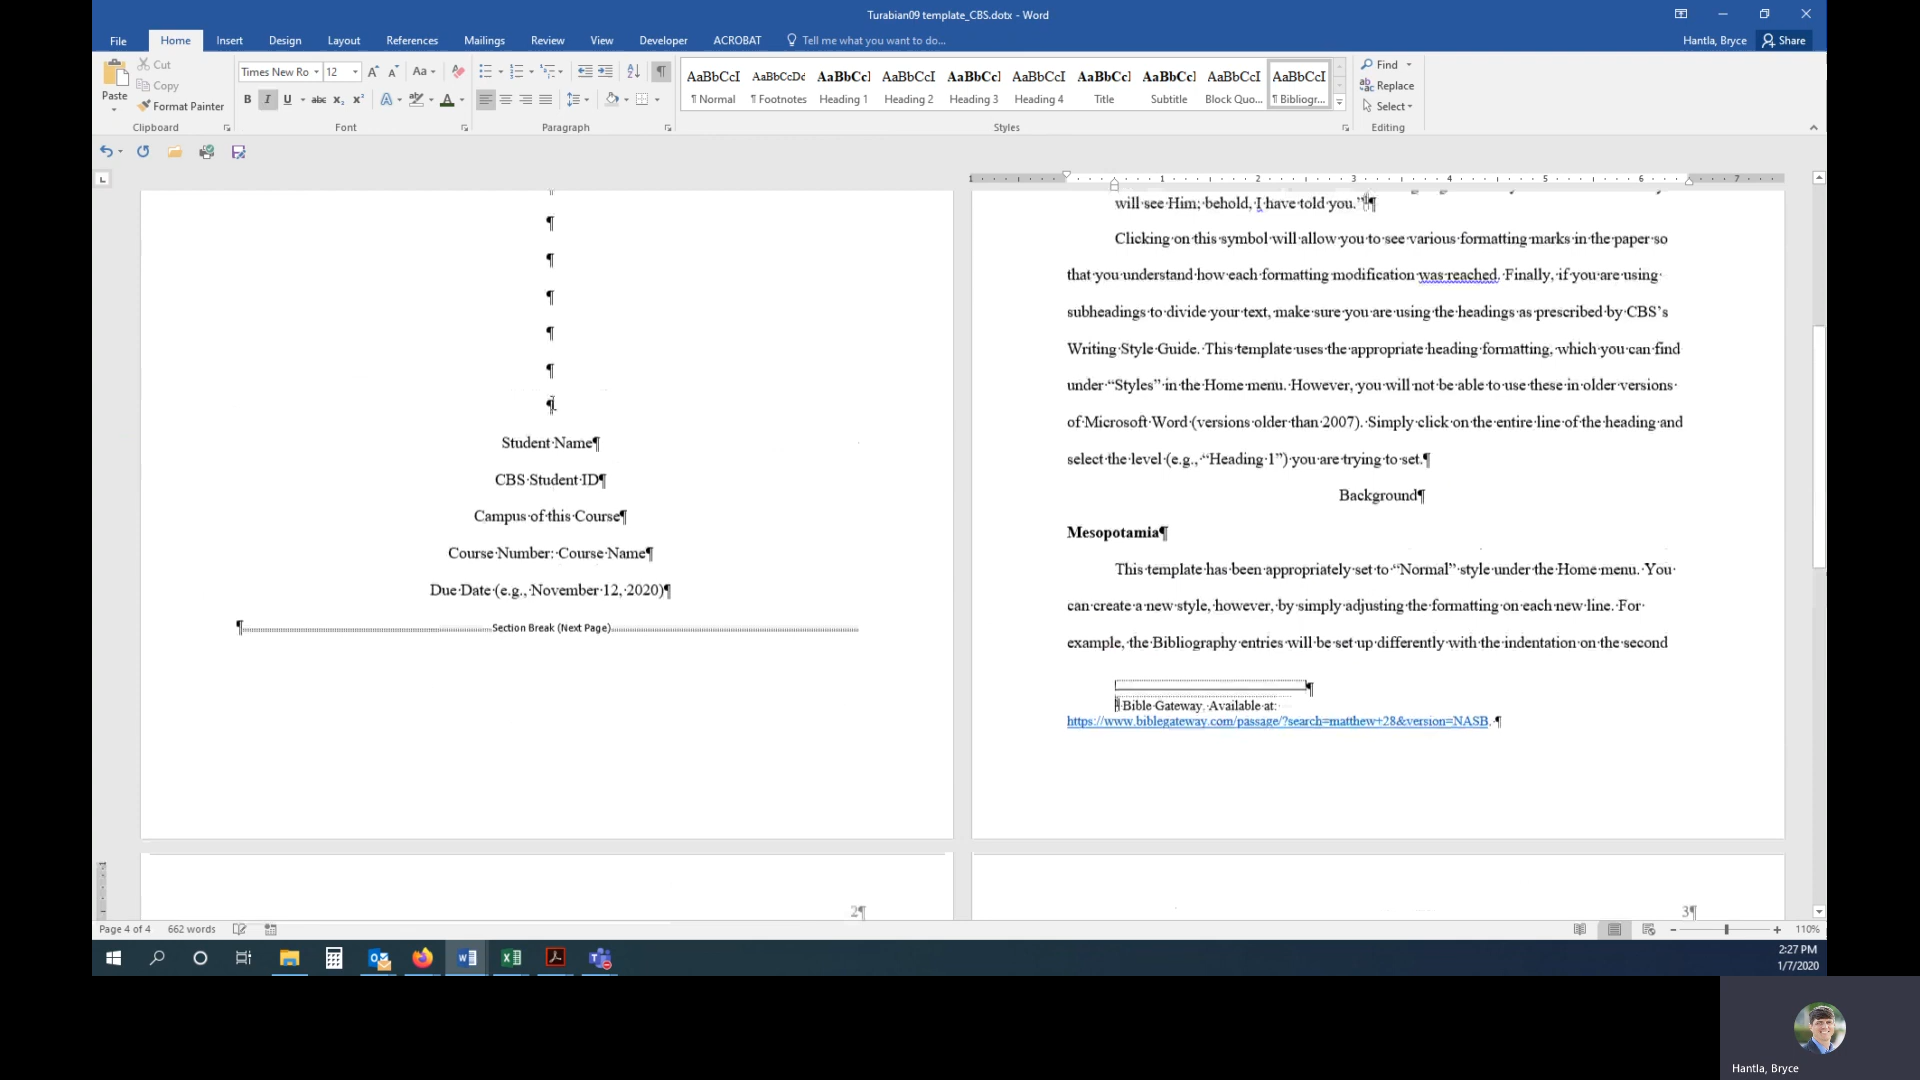 Turabian09 template_CBS.dotx - Word
File Home Insert Design Layout References Mailings Review View Developer ACROBAT Tell me what you want to do... Hantla, Bryce Share
Paste
Cut
Copy
Format Painter
Clipboard
Times New Ro 12
Font
Paragraph
AaBbCcI AaBbCcDd AaBbCcl AaBbCcI AaBbCcl AaBbCcI AaBbCcl AaBbCcl AaBbCcI AaBbCcI
¶ Normal ¶ Footnotes Heading 1 Heading 2 Heading 3 Heading 4 Title Subtitle Block Quo... ¶ Bibliogr...
Styles
Find
Replace
Select
Editing
1 1 2 3 4 5 6 7
¶
¶
¶
¶
¶
¶
Student·Name¶
CBS·Student·ID¶
Campus·of·this·Course¶
Course·Number:·Course·Name¶
Due·Date·(e.g.,·November·12,·2020)¶
¶Section Break (Next Page)
will·see·Him;·behold,·I·have·told·you.”¶
Clicking·on·this·symbol·will·allow·you·to·see·various·formatting·marks·in·the·paper·so
that·you·understand·how·each·formatting·modification·was·reached.·Finally,·if·you·are·using·
subheadings·to·divide·your·text,·make·sure·you·are·using·the·headings·as·prescribed·by·CBS’s
Writing·Style·Guide.·This·template·uses·the·appropriate·heading·formatting,·which·you·can·find
under·“Styles”·in·the·Home·menu.·However,·you·will·not·be·able·to·use·these·in·older·versions·
of·Microsoft·Word·(versions·older·than·2007).·Simply·click·on·the·entire·line·of·the·heading·and
select·the·level·(e.g.,·“Heading·1”)·you·are·trying·to·set.¶
Background¶
Mesopotamia¶
This·template·has·been·appropriately·set·to·“Normal”·style·under·the·Home·menu.·You·
can·create·a·new·style,·however,·by·simply·adjusting·the·formatting·on·each·new·line.·For·
example,·the·Bibliography·entries·will·be·set·up·differently·with·the·indentation·on·the·second
¶
Bible·Gateway.·Available·at:·
https://www.biblegateway.com/passage/?search=matthew+28&version=NASB.·¶
2¶
3¶
Page 4 of 4 662 words 110%
2:27 PM
1/7/2020
Hantla, Bryce